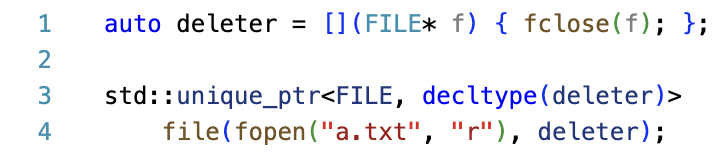 1 auto deleter = [](FILE* f) { fclose(f); };
2
3 std::unique_ptr<FILE, decltype(deleter)>
4     file(fopen("a.txt", "r"), deleter);